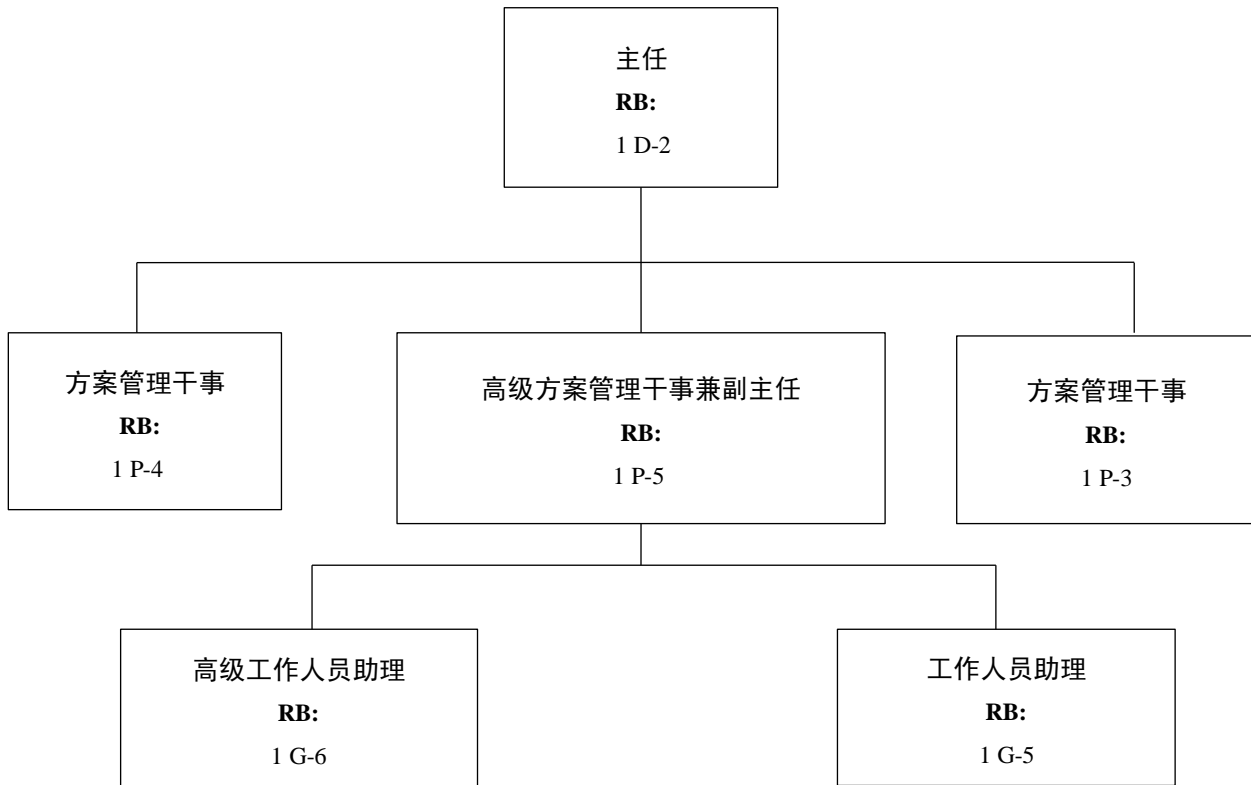 主任
RB:
1 D-2
方案管理干事
RB:
1 P-4
高级方案管理干事兼副主任
RB:
1 P-5
方案管理干事
RB:
1 P-3
高级工作人员助理
RB:
1 G-6
工作人员助理
RB:
1 G-5